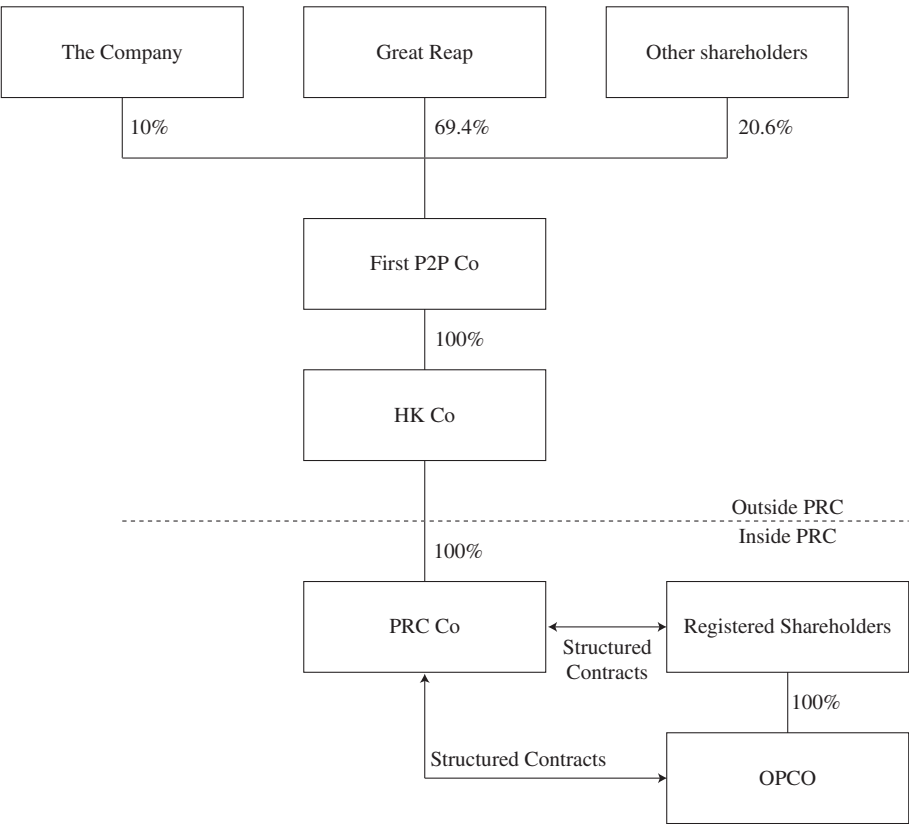 The Company
Great Reap
Other shareholders
10%
69.4%
20.6%
First P2P Co
100%
HK Co
Outside PRC
Inside PRC
100%
PRC Co
Registered Shareholders
Structured
Contracts
100%
Structured Contracts
OPCO